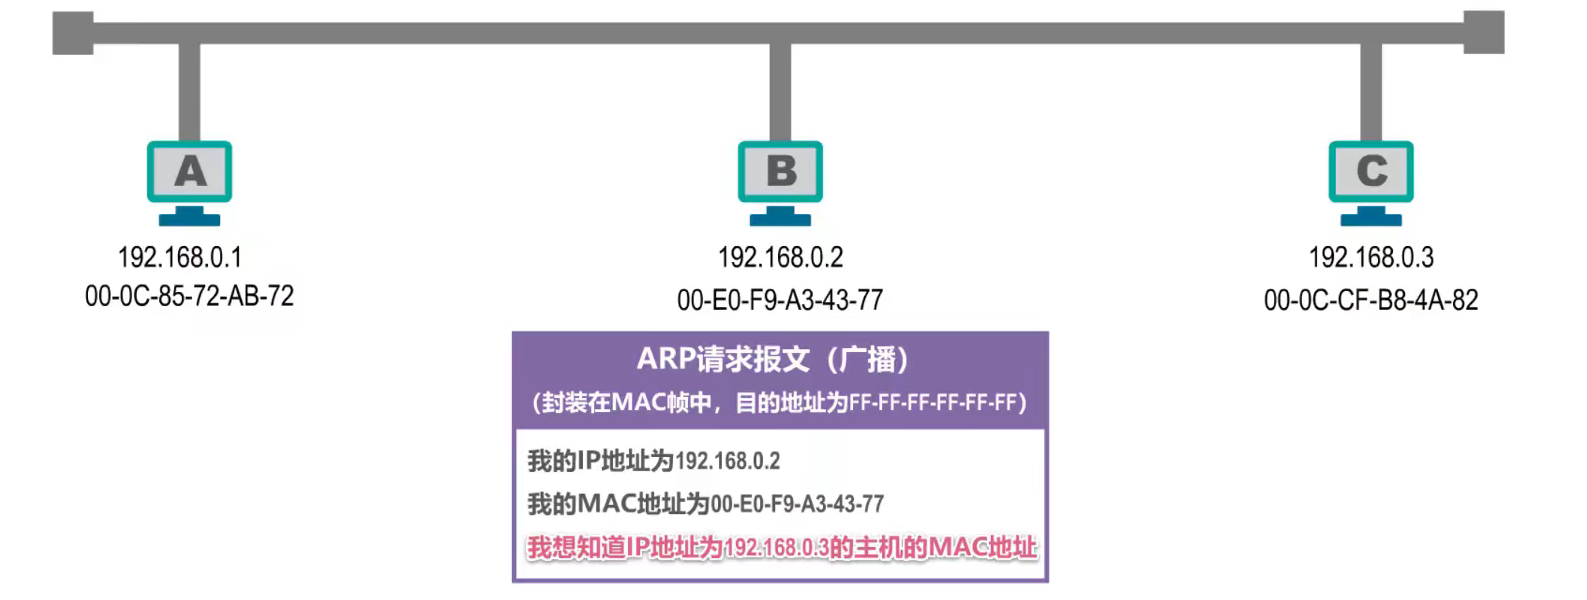 A
B
C
192.168.0.1
192.168.0.2
192.168.0.3
00-0C-85-72-AB-72
00-E0-F9-A3-43-77
00-0C-CF-B8-4A-82
ARP请求报文（广播）
（封装在MAC帧中，目的地址为FF-FF-FF-FF-FF-FF）
我的IP地址为192.168.0.2
我的MAC地址为00-E0-F9-A3-43-77
我想知道IP地址为192.168.0.3的主机的MAC地址